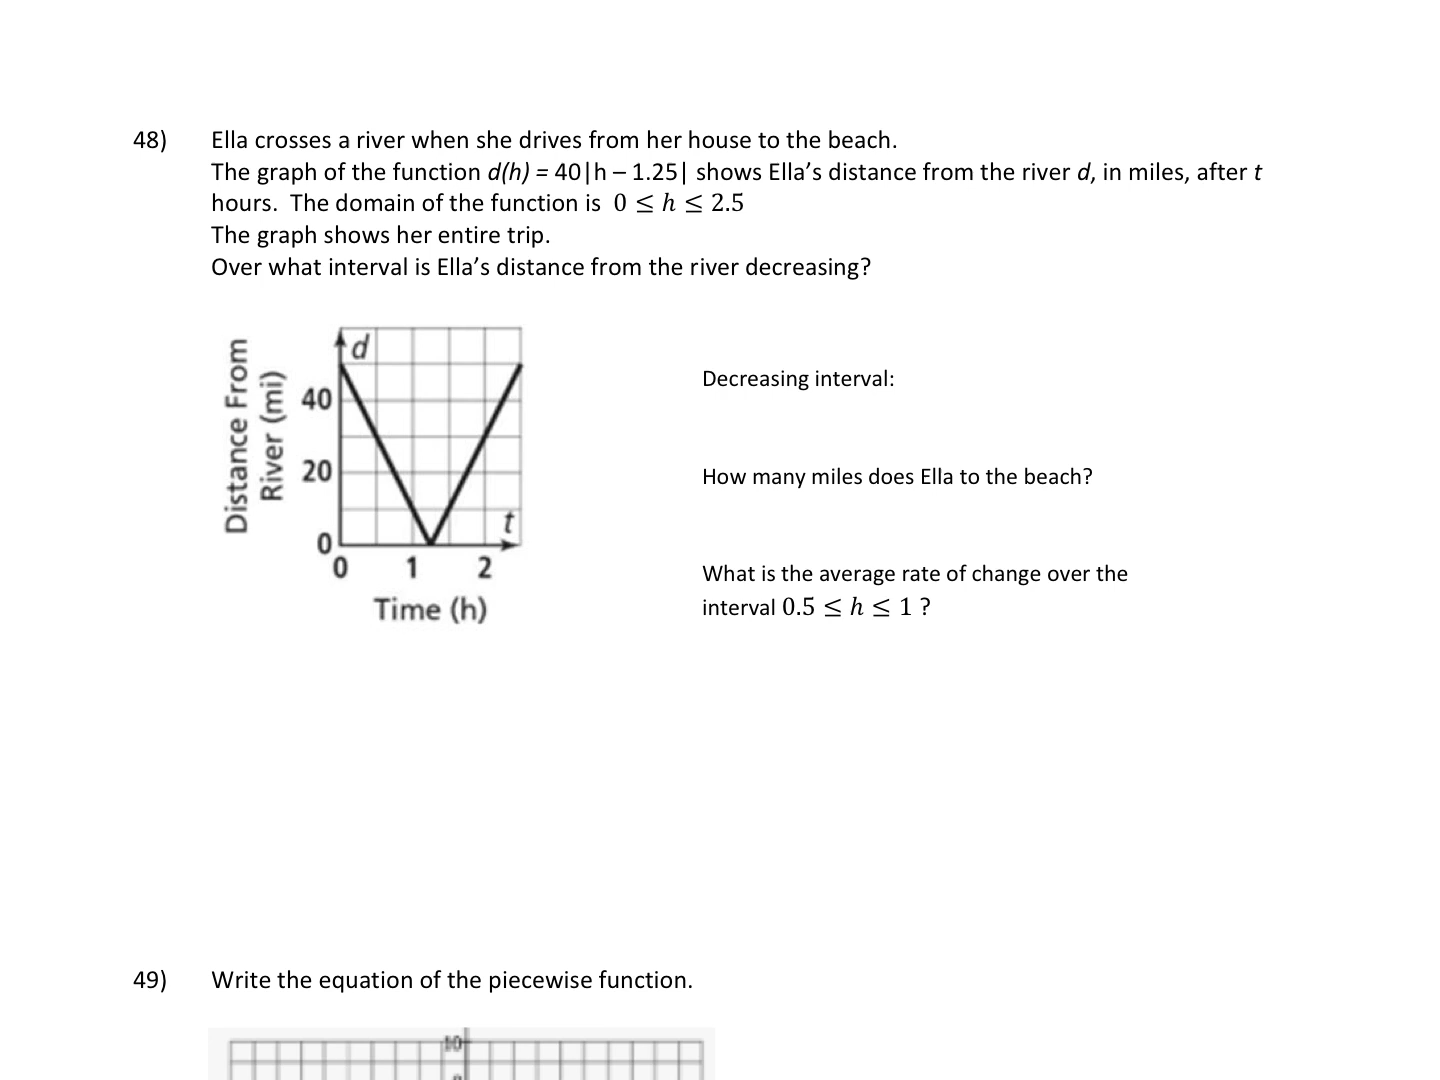 48) Ella crosses a river when she drives from her house to the beach.
The graph of the function d(h) = 40|h – 1.25| shows Ella’s distance from the river d, in miles, after t
hours. The domain of the function is 0 ≤ h ≤ 2.5
The graph shows her entire trip.
Over what interval is Ella’s distance from the river decreasing?
Distance From
River (mi)
d
40
20
0
t
0 1 2
Time (h)
Decreasing interval:
How many miles does Ella to the beach?
What is the average rate of change over the
interval 0.5 ≤ h ≤ 1 ?
49) Write the equation of the piecewise function.
10